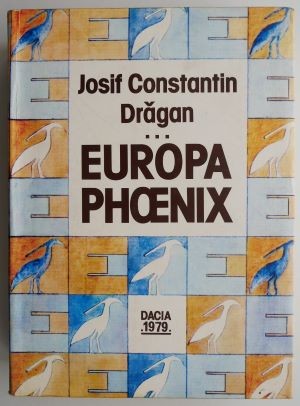 Josif Constantin
Drăgan
...
EUROPA
PHŒNIX
DACIA
.1979.